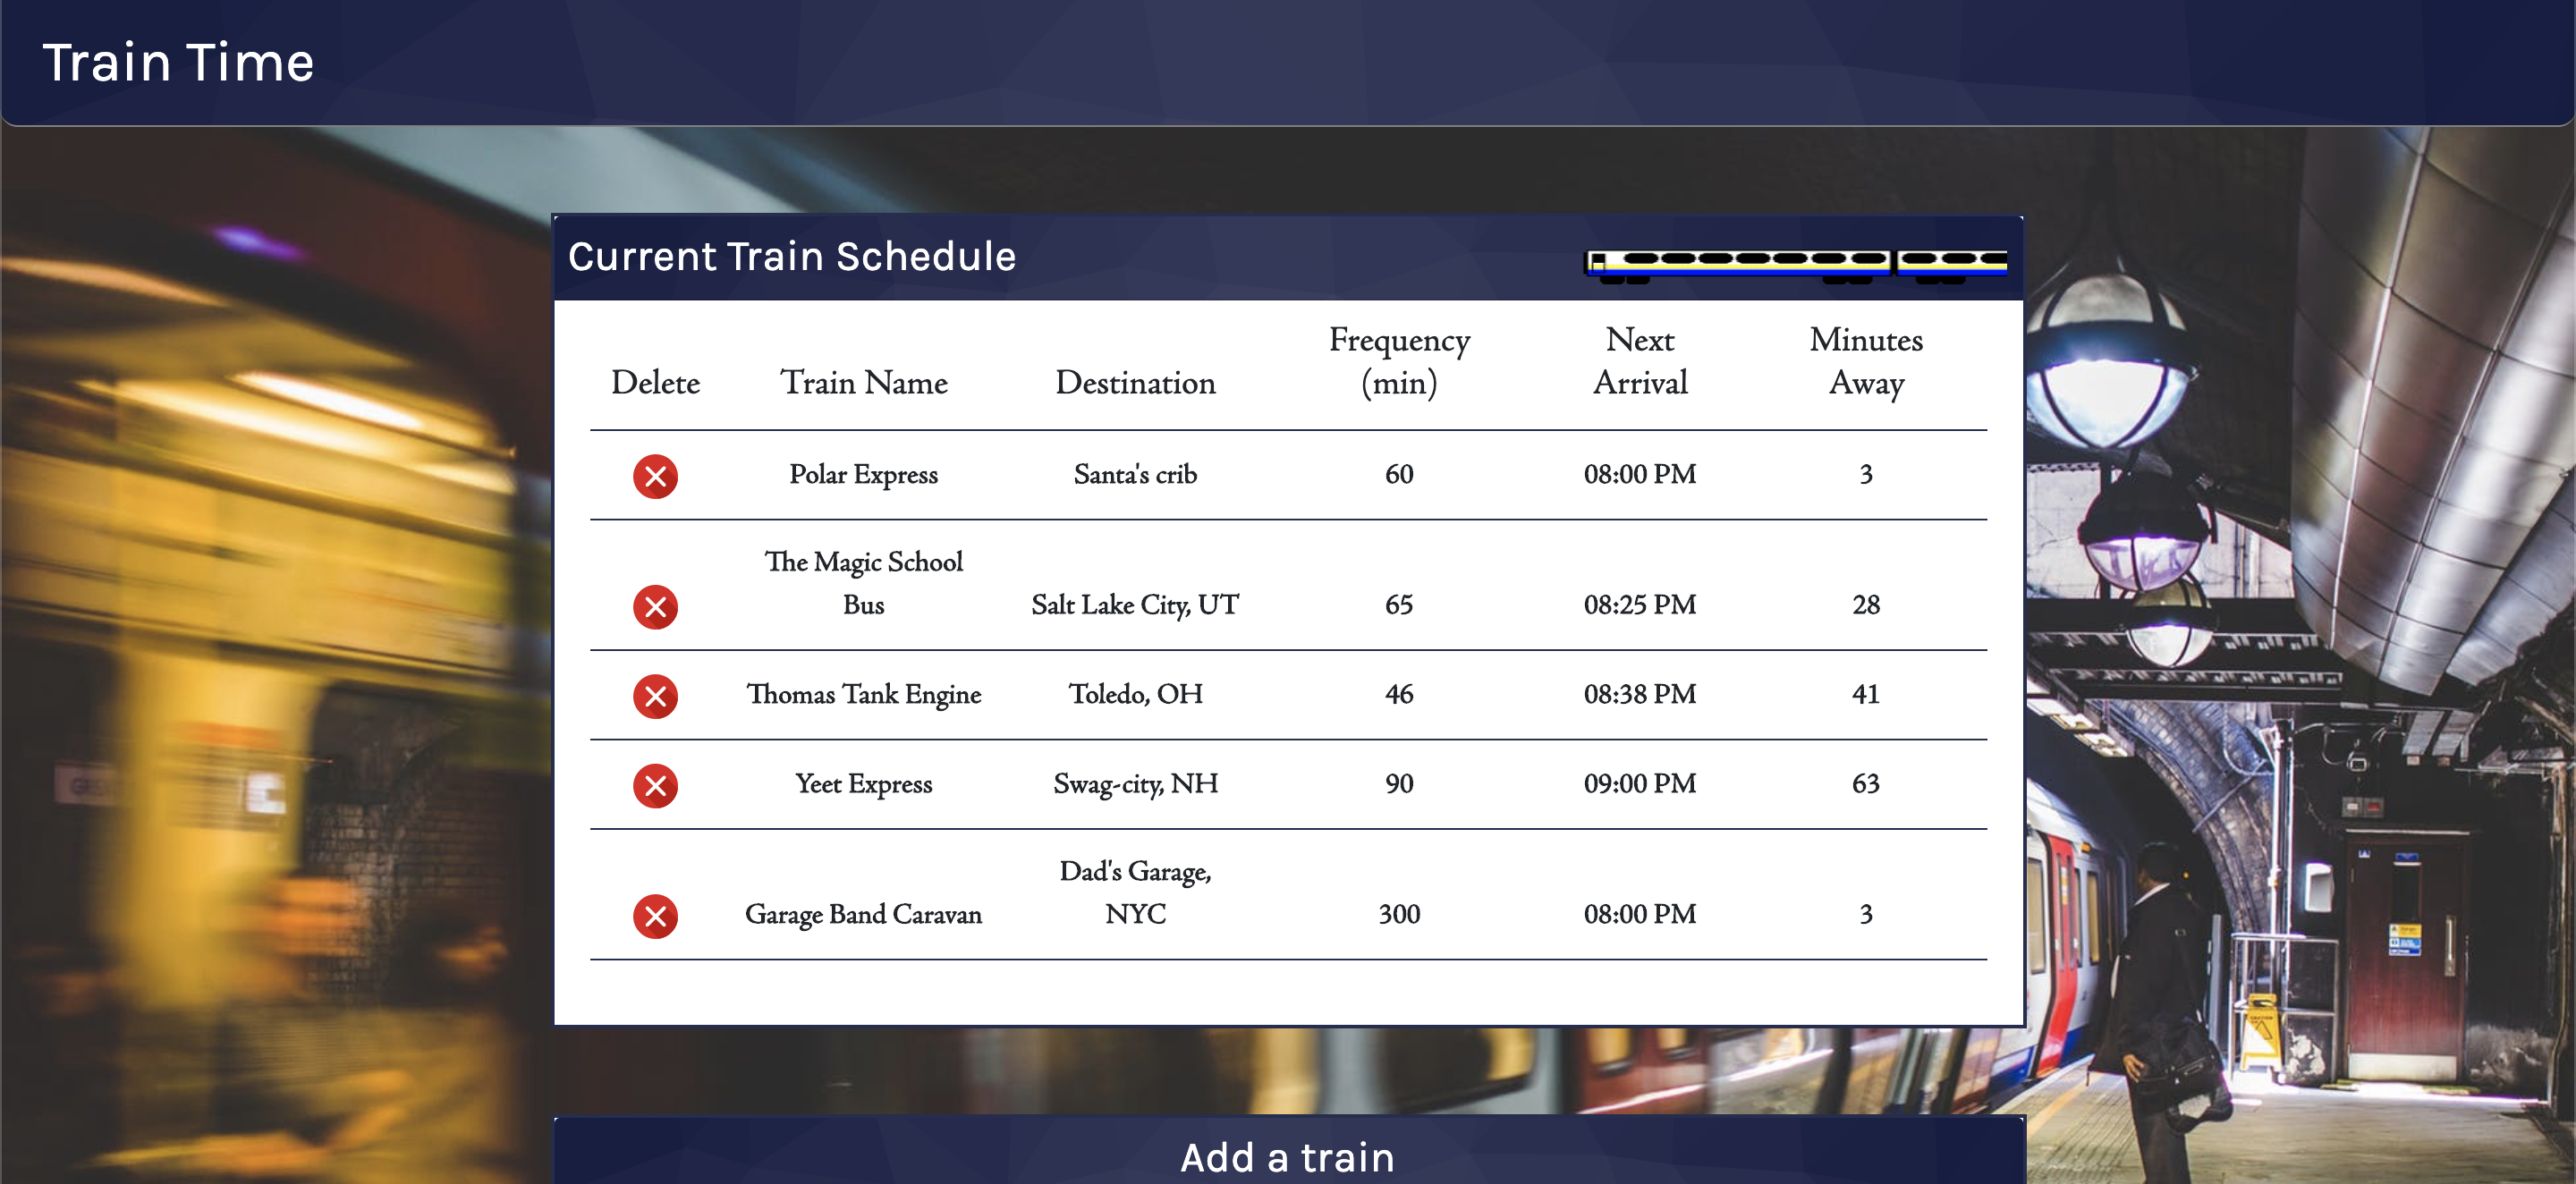 Train Time
Current Train Schedule
Delete Train Name Destination Frequency (min) Next Arrival Minutes Away
Polar Express Santa's crib 60 08:00 PM 3
The Magic School Bus Salt Lake City, UT 65 08:25 PM 28
Thomas Tank Engine Toledo, OH 46 08:38 PM 41
Yeet Express Swag-city, NH 90 09:00 PM 63
Garage Band Caravan Dad's Garage, NYC 300 08:00 PM 3
Add a train